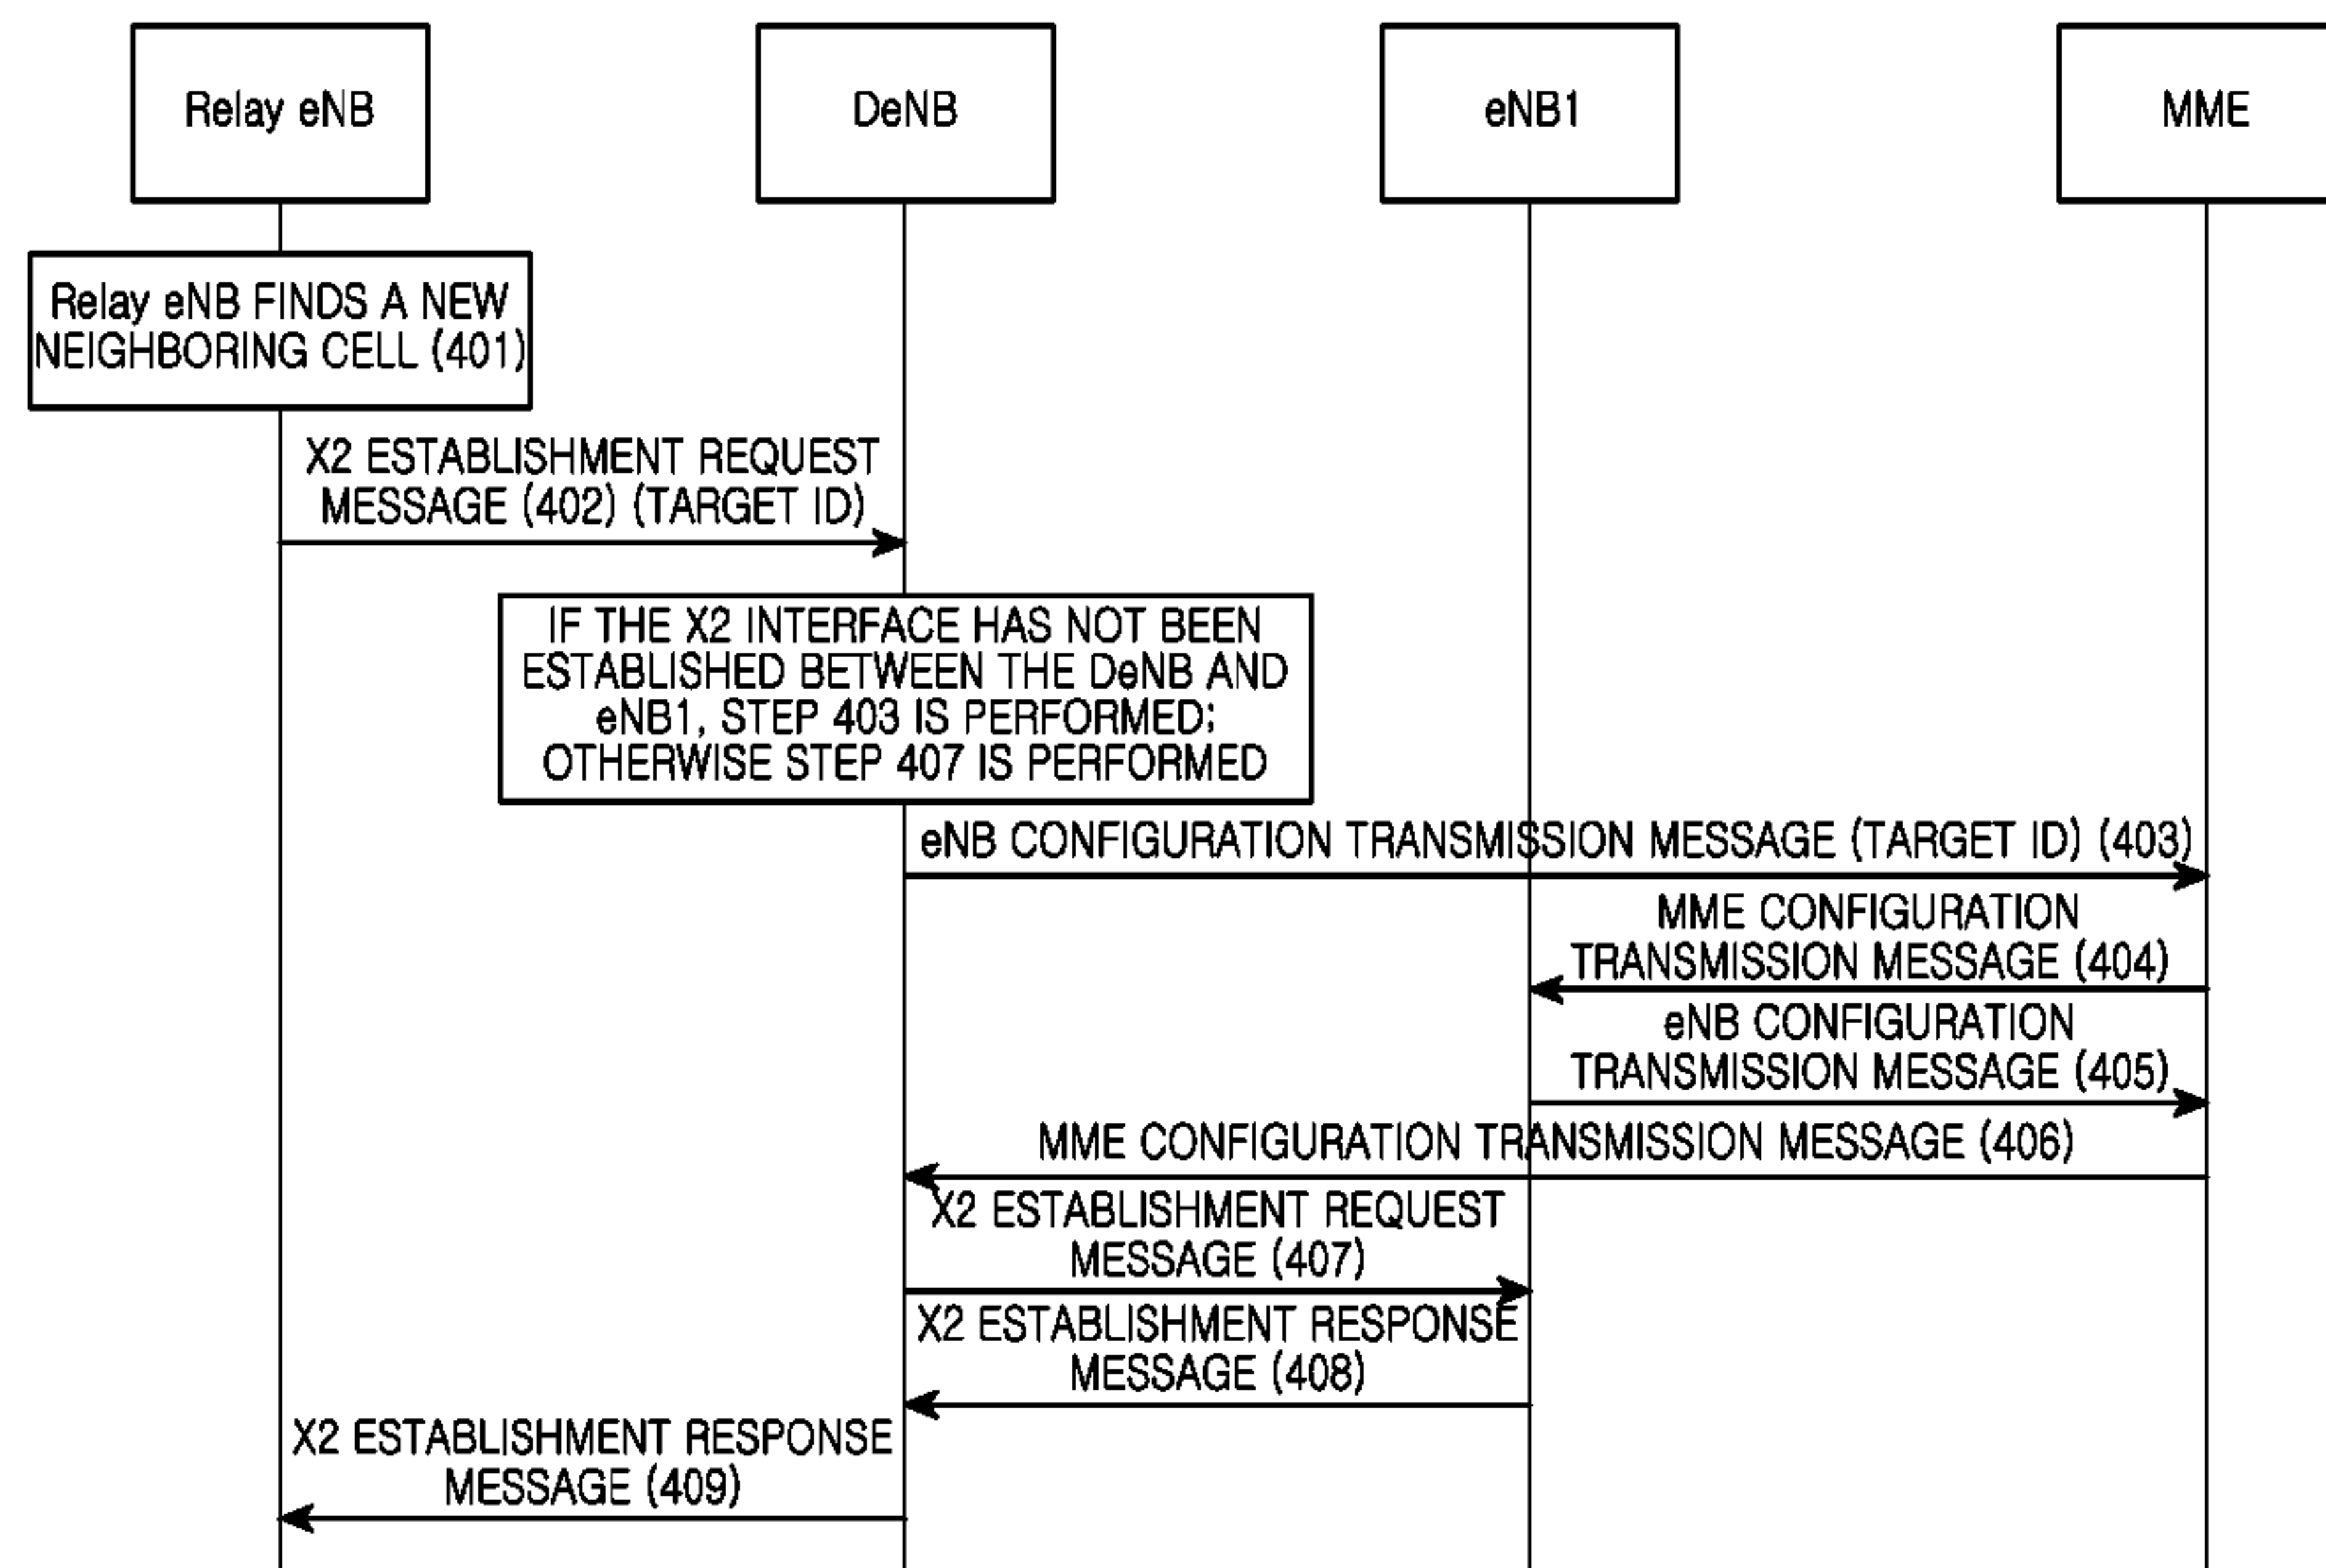 Relay eNB
DeNB
eNB1
MME
Relay eNB FINDS A NEW
NEIGHBORING CELL (401)
X2 ESTABLISHMENT REQUEST
MESSAGE (402) (TARGET ID)
IF THE X2 INTERFACE HAS NOT BEEN
ESTABLISHED BETWEEN THE DeNB AND
eNB1, STEP 403 IS PERFORMED;
OTHERWISE STEP 407 IS PERFORMED
eNB CONFIGURATION TRANSMISSION MESSAGE (TARGET ID) (403)
MME CONFIGURATION
TRANSMISSION MESSAGE (404)
eNB CONFIGURATION
TRANSMISSION MESSAGE (405)
MME CONFIGURATION TRANSMISSION MESSAGE (406)
X2 ESTABLISHMENT REQUEST
MESSAGE (407)
X2 ESTABLISHMENT RESPONSE
MESSAGE (408)
X2 ESTABLISHMENT RESPONSE
MESSAGE (409)